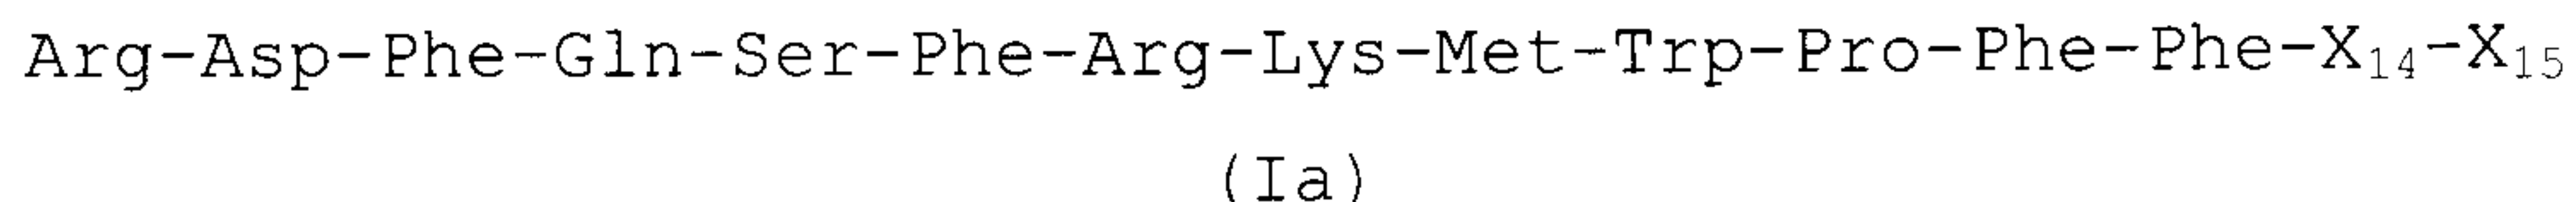 Arg-Asp-Phe-Gln-Ser-Phe-Arg-Lys-Met-Trp-Pro-Phe-Phe-X₁₄-X₁₅
(Ia)